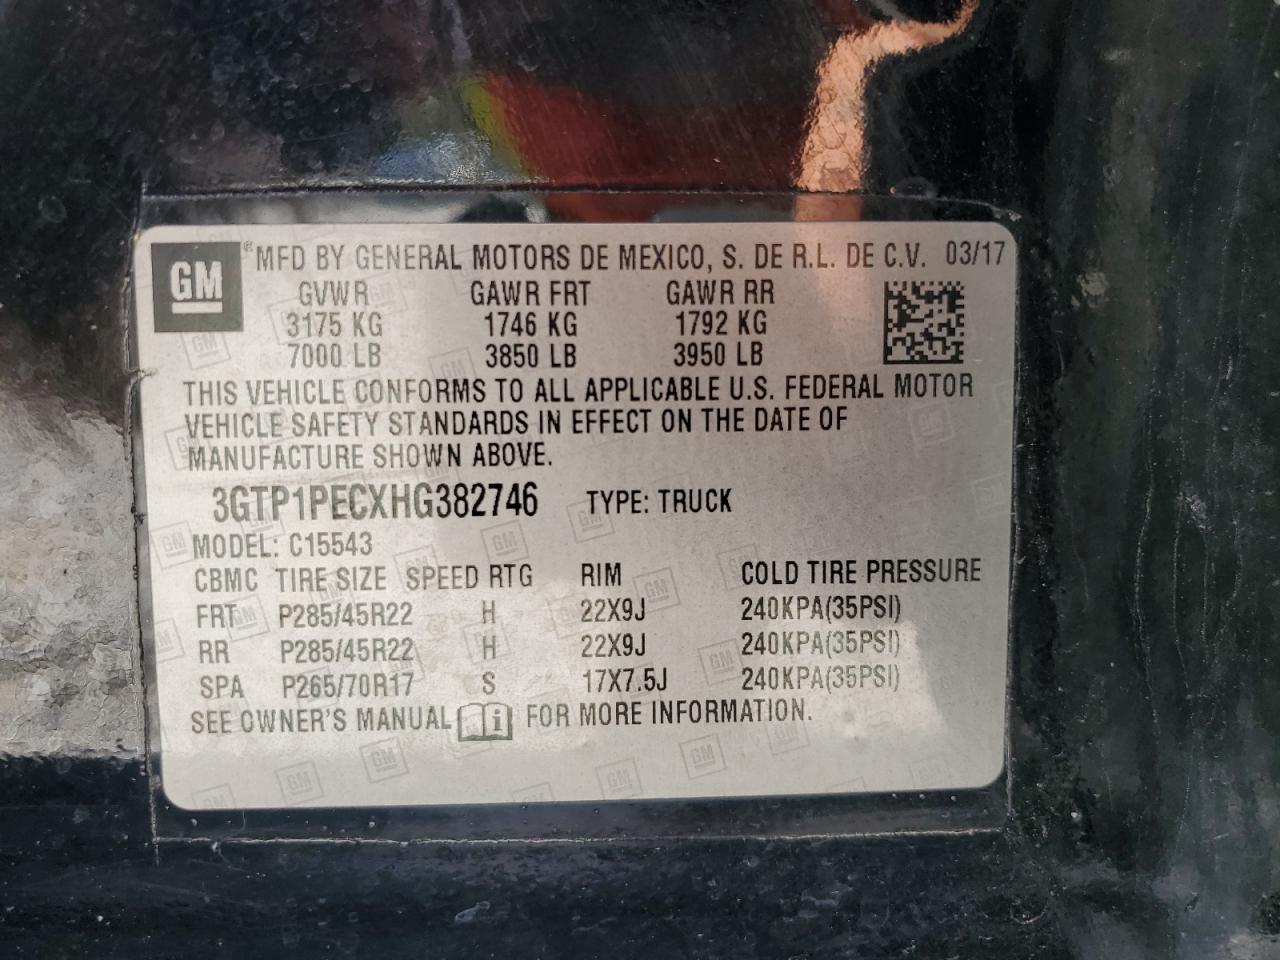 GM ® MFD BY GENERAL MOTORS DE MEXICO, S. DE R.L. DE C.V. 03/17
GVWR GAWR FRT GAWR RR
3175 KG 1746 KG 1792 KG
7000 LB 3850 LB 3950 LB
THIS VEHICLE CONFORMS TO ALL APPLICABLE U.S. FEDERAL MOTOR
VEHICLE SAFETY STANDARDS IN EFFECT ON THE DATE OF
MANUFACTURE SHOWN ABOVE.
3GTP1PECXHG382746 TYPE: TRUCK
MODEL: C15543
CBMC TIRE SIZE SPEED RTG RIM COLD TIRE PRESSURE
FRT P285/45R22 H 22X9J 240KPA(35PSI)
RR P285/45R22 H 22X9J 240KPA(35PSI)
SPA P265/70R17 S 17X7.5J 240KPA(35PSI)
SEE OWNER'S MANUAL i FOR MORE INFORMATION.